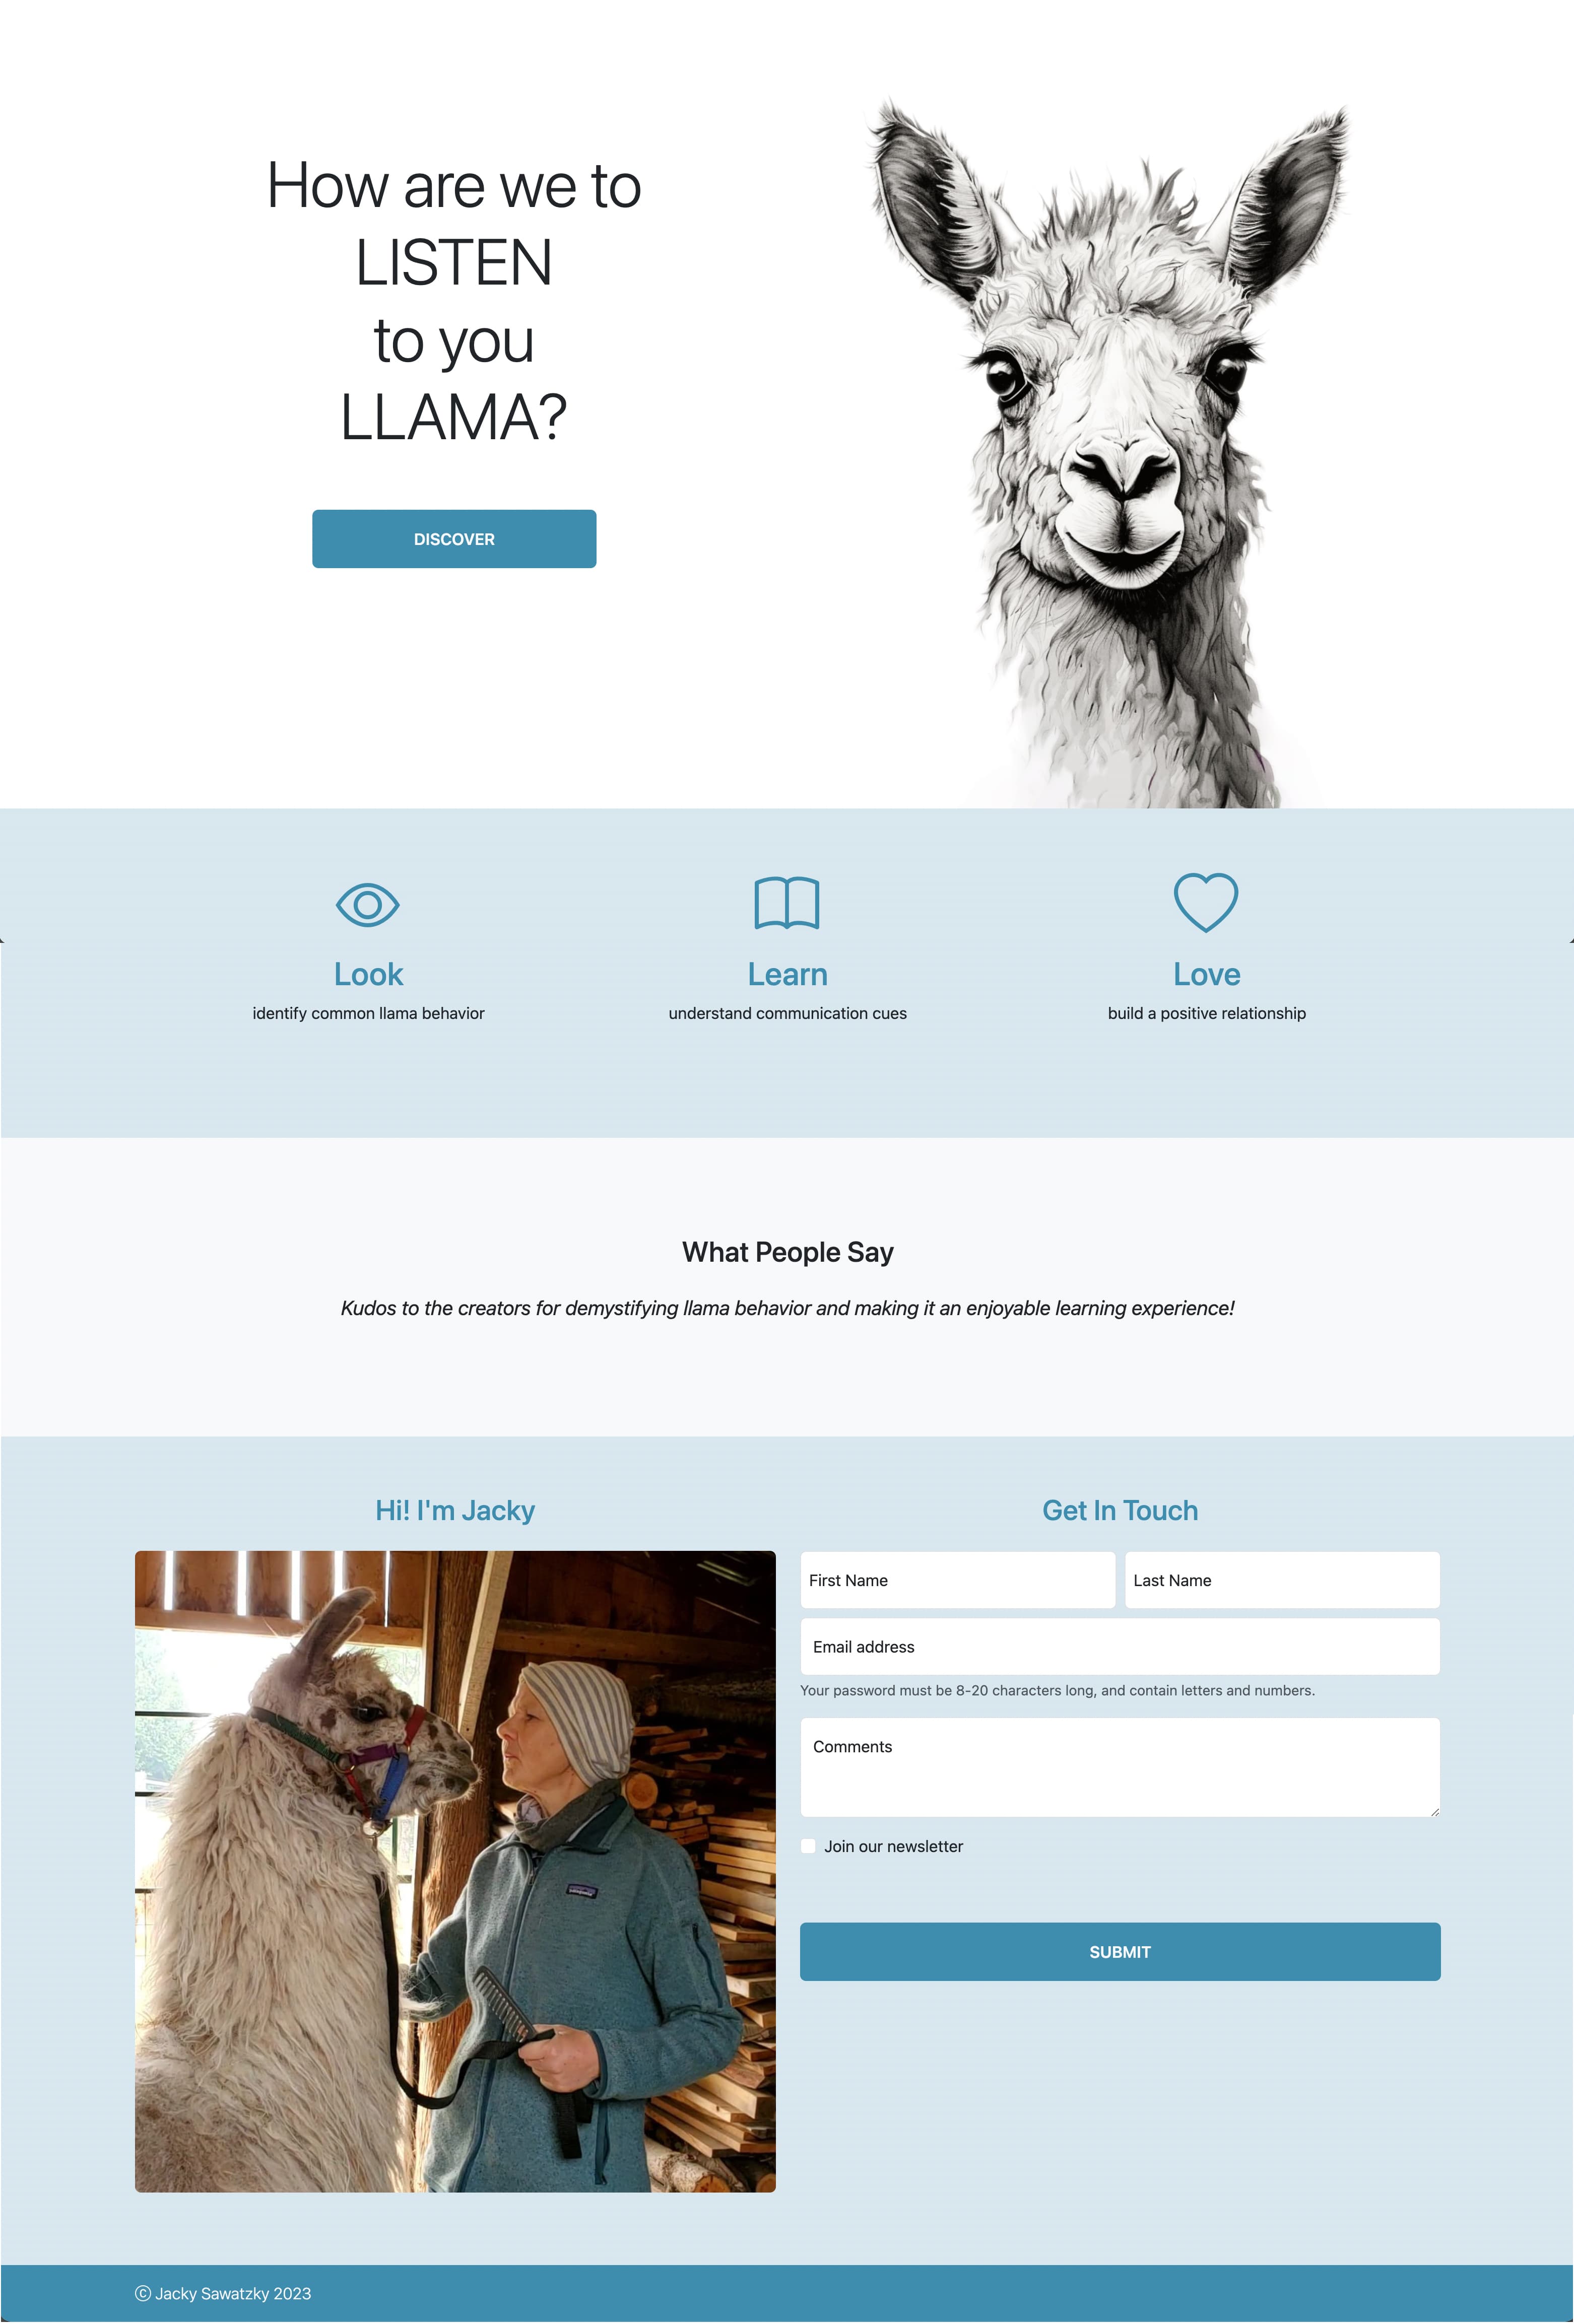 How are we to
LISTEN
to you
LLAMA?
DISCOVER
Look
identify common llama behavior
Learn
understand communication cues
Love
build a positive relationship
What People Say
Kudos to the creators for demystifying llama behavior and making it an enjoyable learning experience!
Hi! I'm Jacky
patagonia
Get In Touch
First Name
Last Name
Email address
Your password must be 8-20 characters long, and contain letters and numbers.
Comments
Join our newsletter
SUBMIT
© Jacky Sawatzky 2023